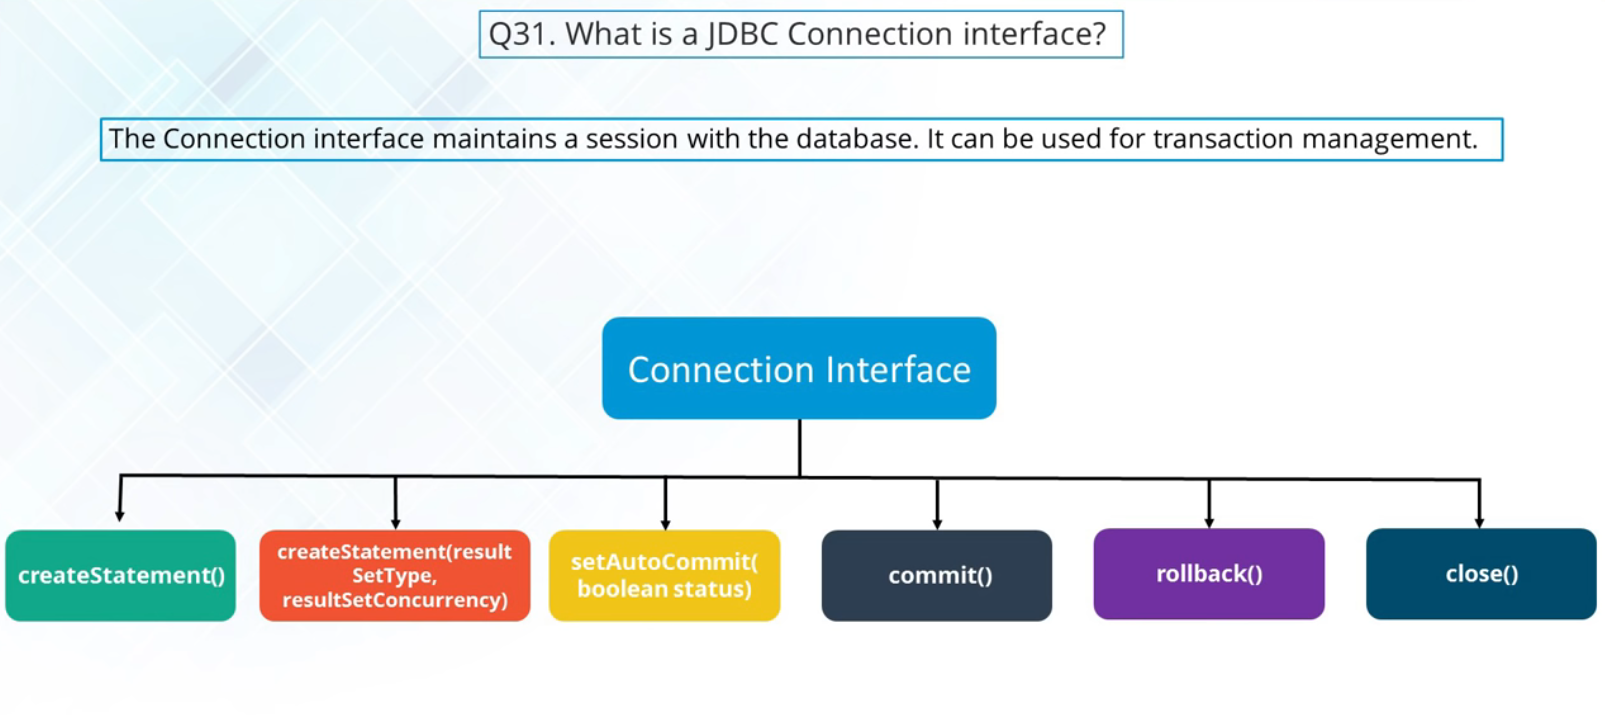 Q31. What is a JDBC Connection interface?
The Connection interface maintains a session with the database. It can be used for transaction management.
Connection Interface
createStatement()
createStatement(result
SetType,
resultSetConcurrency)
setAutoCommit(
boolean status)
commit()
rollback()
close()